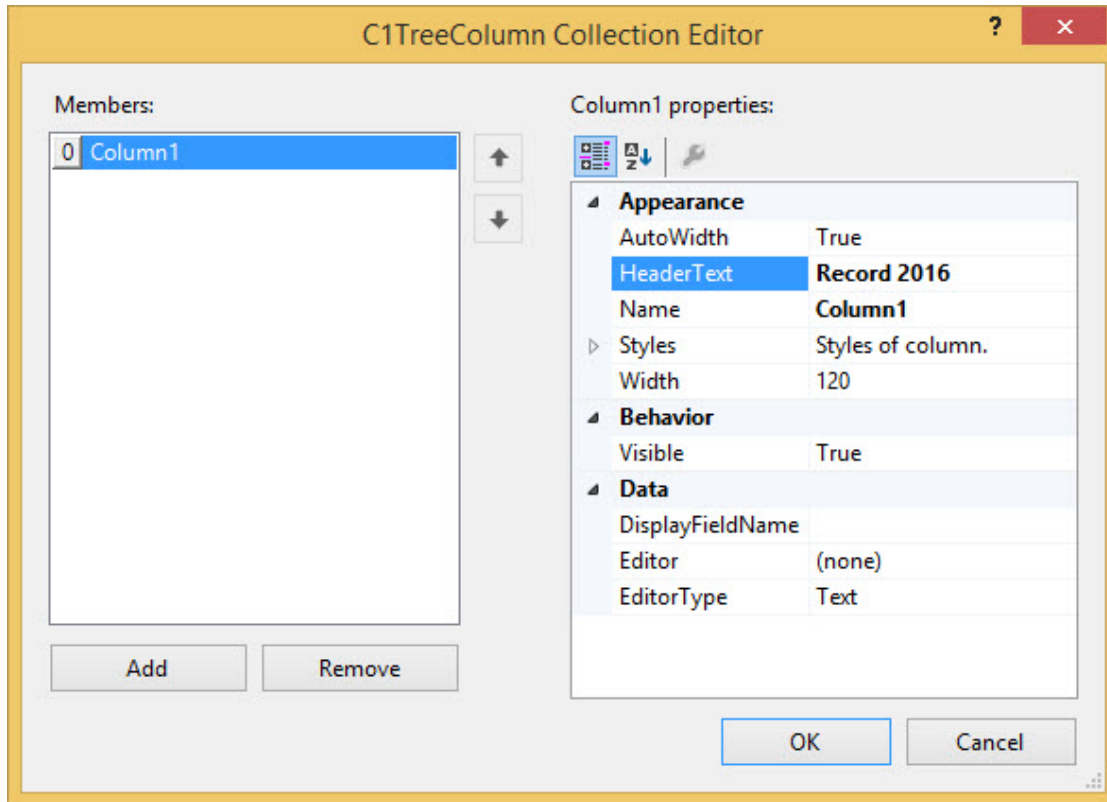 C1TreeColumn Collection Editor
?
Members:
0 Column1
Add
Remove
Column1 properties:
Appearance
AutoWidth True
HeaderText Record 2016
Name Column1
Styles Styles of column.
Width 120
Behavior
Visible True
Data
DisplayFieldName
Editor (none)
EditorType Text
OK
Cancel